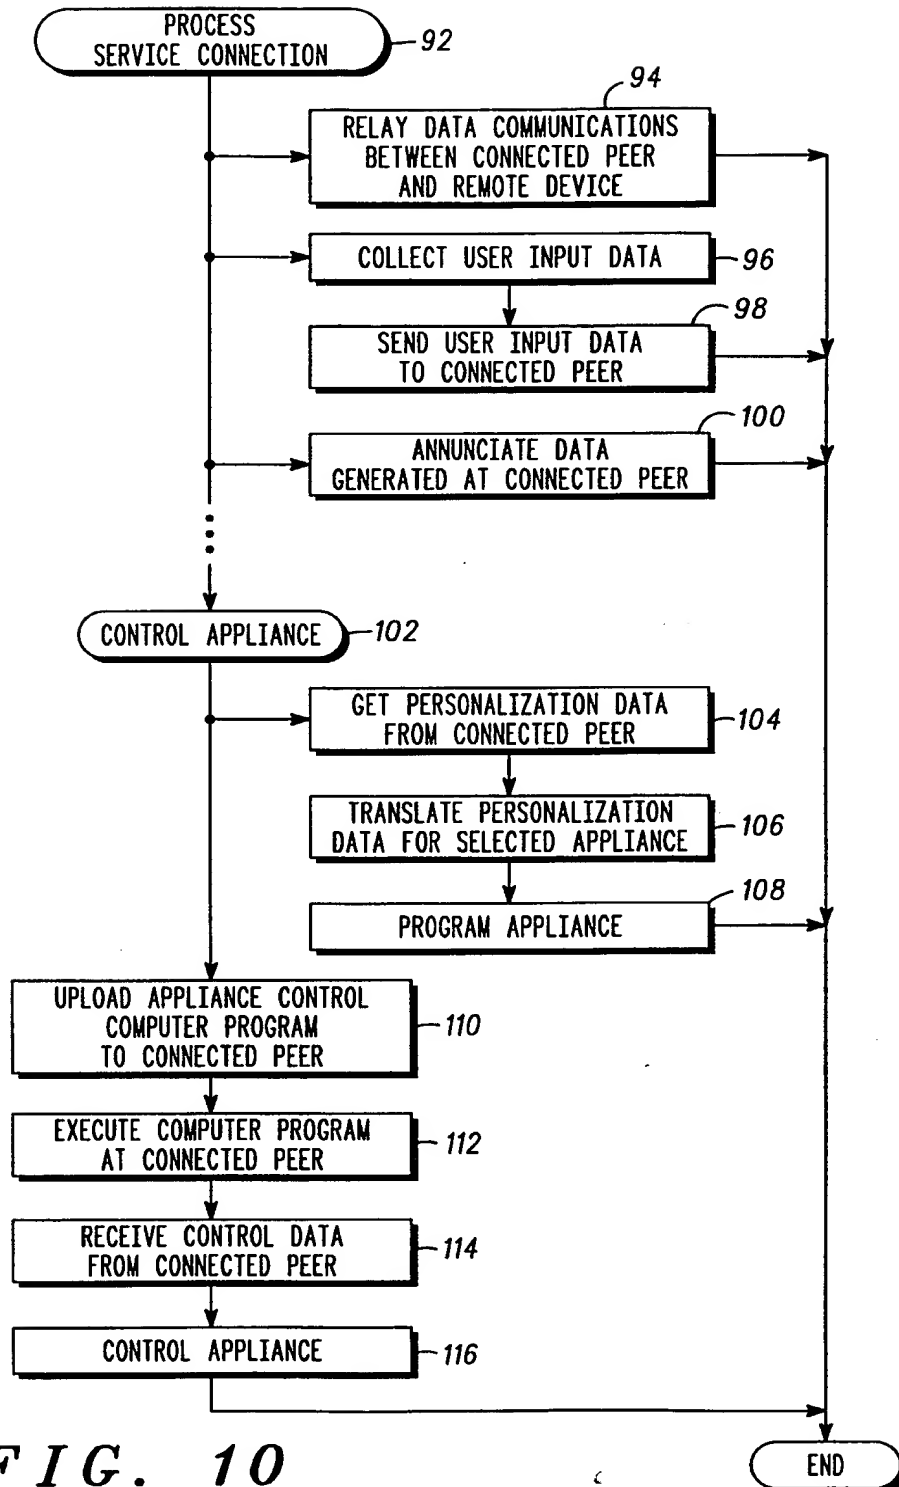 PROCESS
SERVICE CONNECTION
92
94
RELAY DATA COMMUNICATIONS
BETWEEN CONNECTED PEER
AND REMOTE DEVICE
COLLECT USER INPUT DATA
96
98
SEND USER INPUT DATA
TO CONNECTED PEER
100
ANNUNCIATE DATA
GENERATED AT CONNECTED PEER
CONTROL APPLIANCE
102
GET PERSONALIZATION DATA
FROM CONNECTED PEER
104
TRANSLATE PERSONALIZATION
DATA FOR SELECTED APPLIANCE
106
108
PROGRAM APPLIANCE
UPLOAD APPLIANCE CONTROL
COMPUTER PROGRAM
TO CONNECTED PEER
110
EXECUTE COMPUTER PROGRAM
AT CONNECTED PEER
112
RECEIVE CONTROL DATA
FROM CONNECTED PEER
114
CONTROL APPLIANCE
116
END
FIG. 10